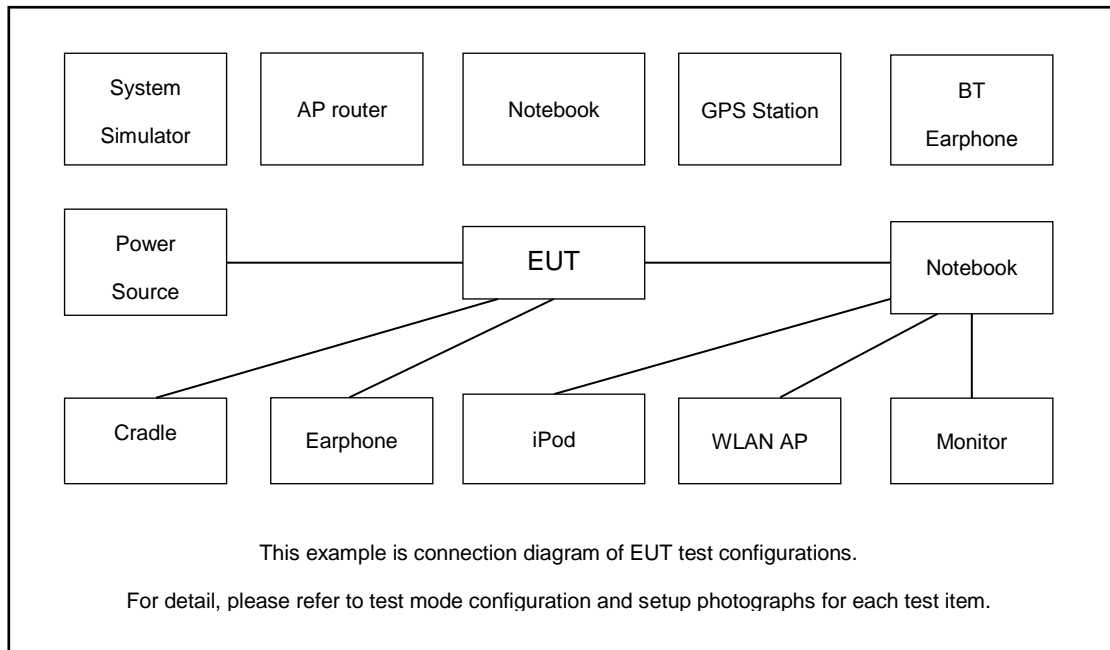 System
Simulator
AP router
Notebook
GPS Station
BT
Earphone
Power
Source
EUT
Notebook
Cradle
Earphone
iPod
WLAN AP
Monitor
This example is connection diagram of EUT test configurations.
For detail, please refer to test mode configuration and setup photographs for each test item.